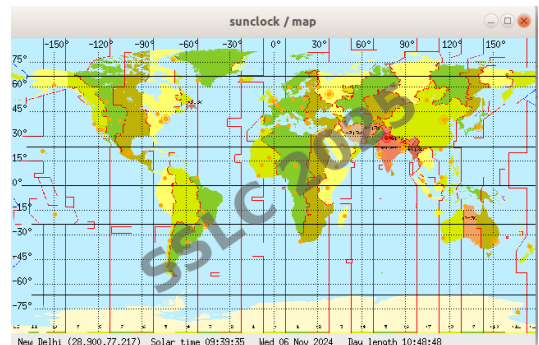 sunclock / map
-150° -120° -90° -60° -30° 0° 30° 60° 90° 120° 150°
75°
60°
45°
30°
15°
0°
-15°
-30°
-45°
-60°
-75°
SSLC 2025
New Delhi (28.900,77.217) Solar time 09:39:35 Wed 06 Nov 2024 Day length 10:48:48